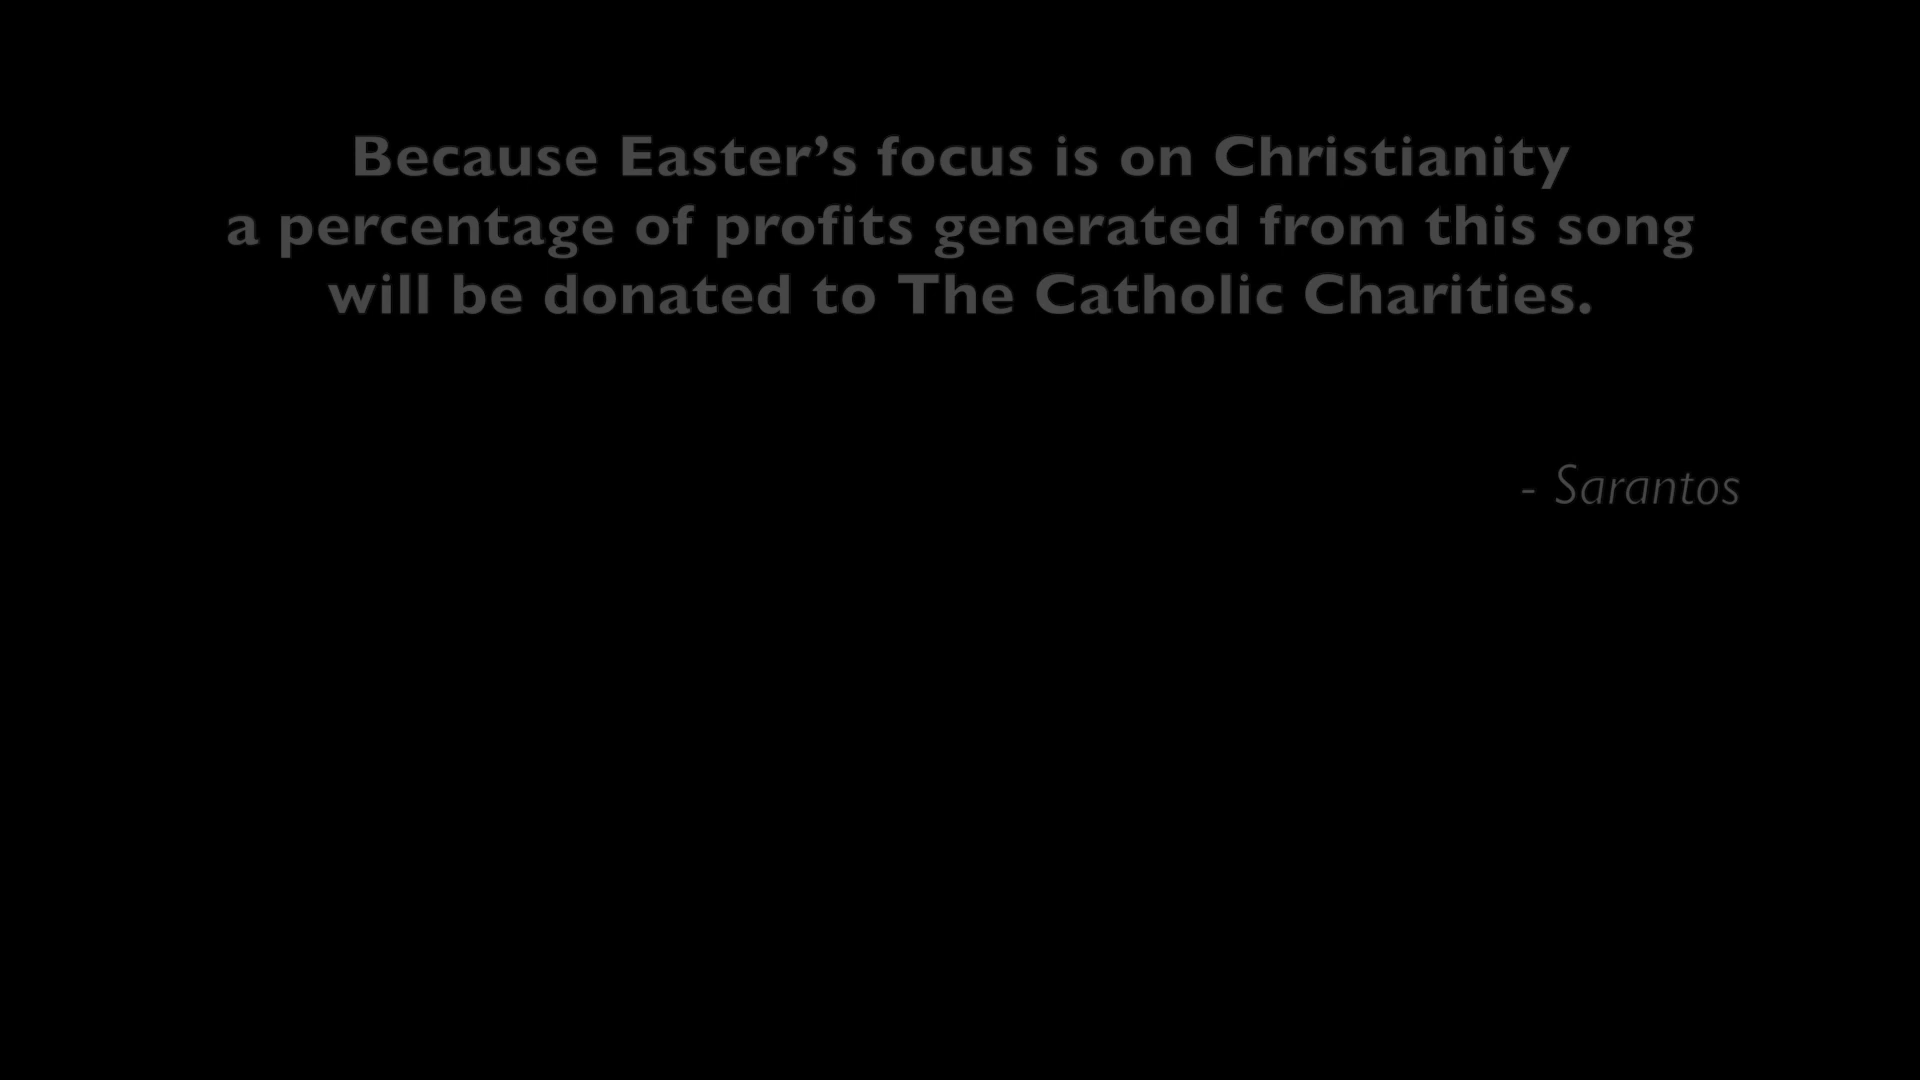 Because Easter’s focus is on Christianity
a percentage of profits generated from this song
will be donated to The Catholic Charities.
- Sarantos